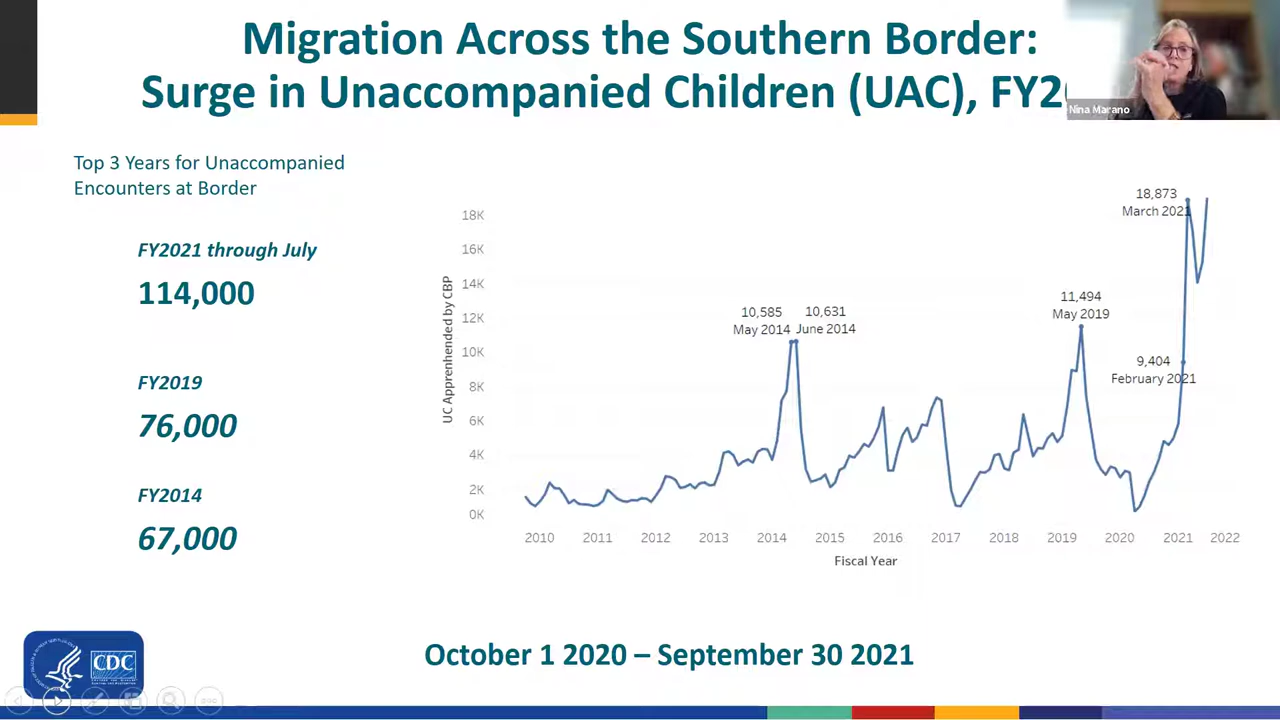 Migration Across the Southern Border:
Surge in Unaccompanied Children (UAC), FY2
Nina Marano
Top 3 Years for Unaccompanied
Encounters at Border
FY2021 through July
114,000
FY2019
76,000
FY2014
67,000
UC Apprenhended by CBP
18K
16K
14K
12K
10K
8K
6K
4K
2K
0K
10,585
May 2014
10,631
June 2014
11,494
May 2019
9,404
February 2021
18,873
March 2021
2010 2011 2012 2013 2014 2015 2016 2017 2018 2019 2020 2021 2022
Fiscal Year
October 1 2020 – September 30 2021
CDC